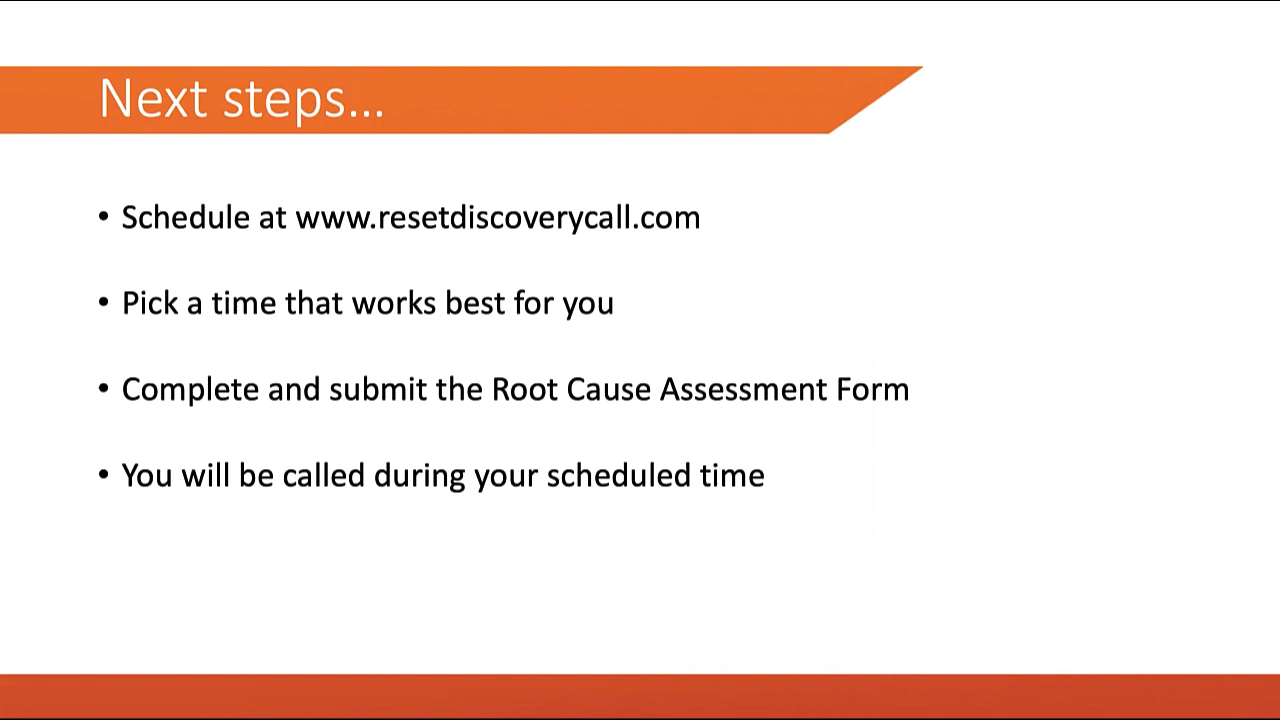 Next steps...
• Schedule at www.resetdiscoverycall.com
• Pick a time that works best for you
• Complete and submit the Root Cause Assessment Form
• You will be called during your scheduled time